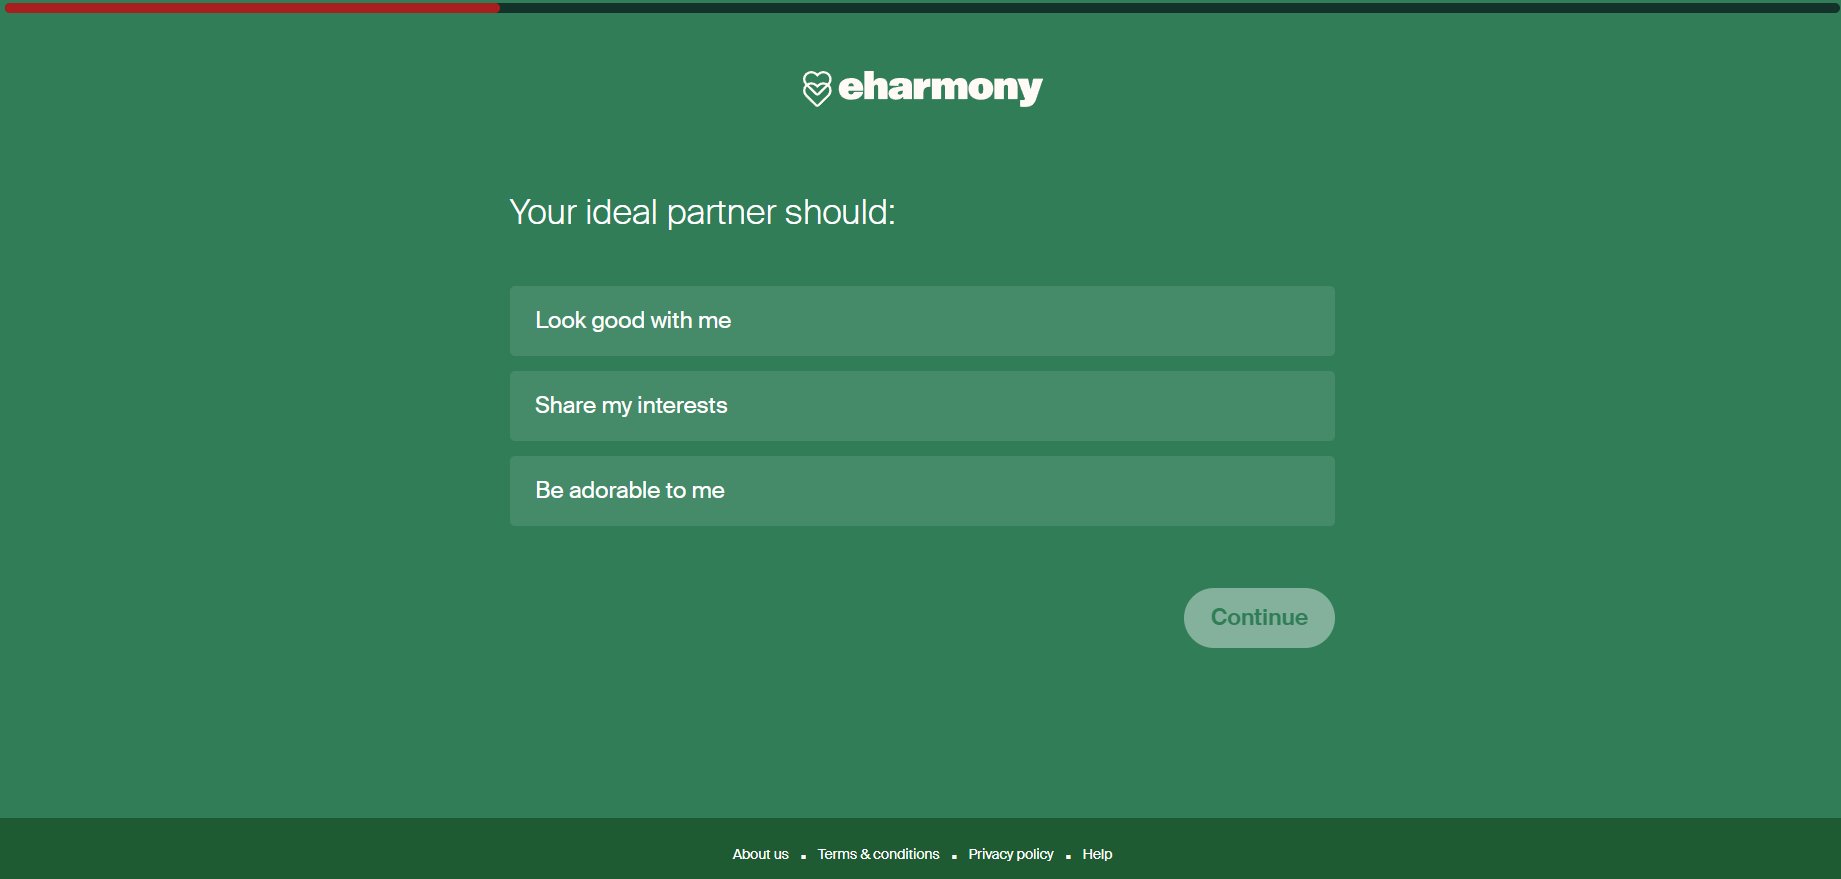 eharmony
Your ideal partner should:
Look good with me
Share my interests
Be adorable to me
Continue
About us . Terms & conditions . Privacy policy . Help